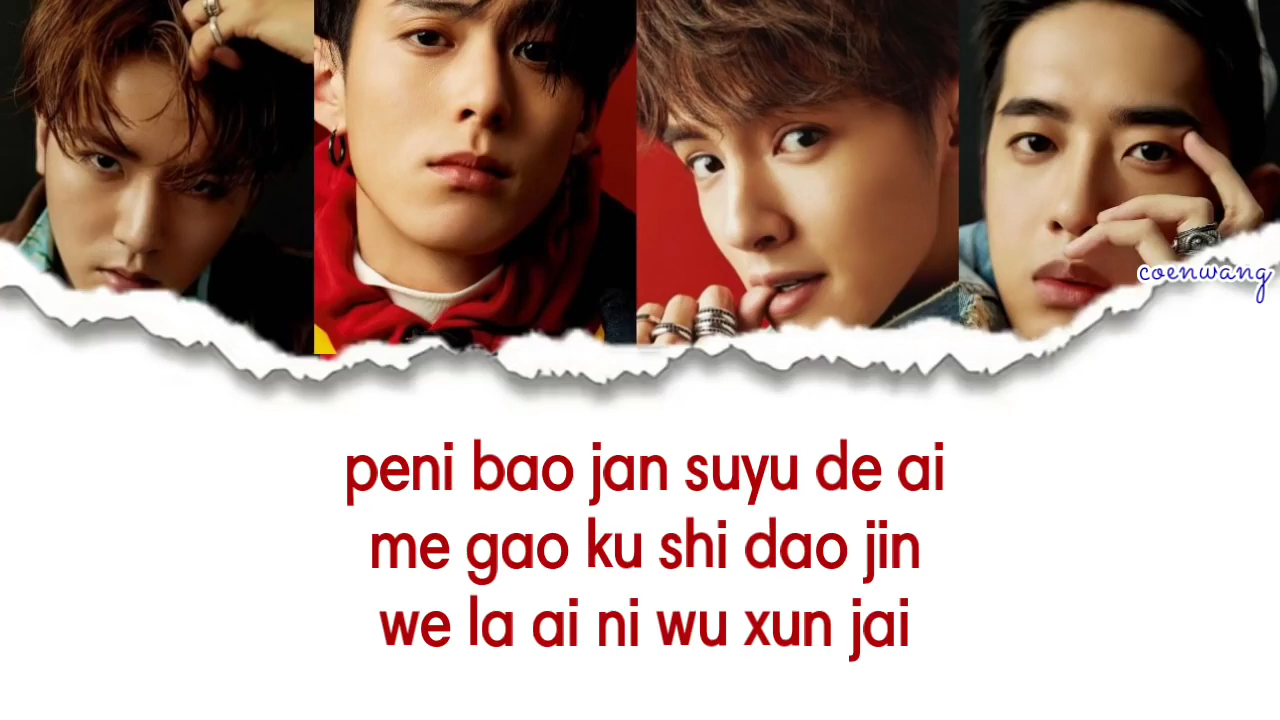 coenwang
peni bao jan suyu de ai
me gao ku shi dao jin
we la ai ni wu xun jai